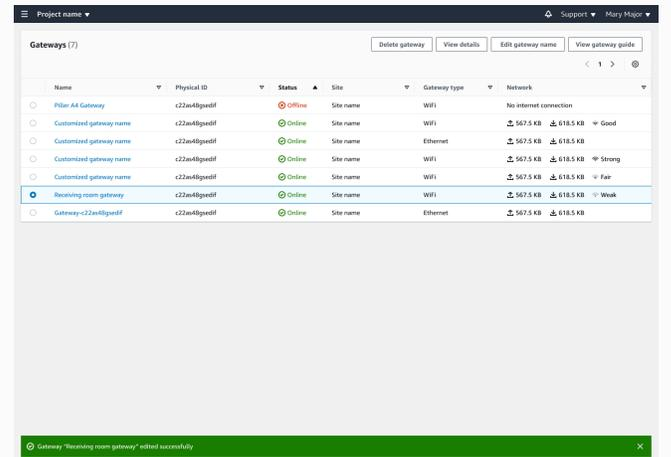 Project name Support Mary Major
Gateways (7) Delete gateway View details Edit gateway name View gateway guide
1
Name Physical ID Status Site Gateway type Network
Piller A4 Gateway c22as48gsedif Offline Site name WiFi No internet connection
Customized gateway name c22as48gsedif Online Site name WiFi 567.5 KB 618.5 KB Good
Customized gateway name c22as48gsedif Online Site name Ethernet 567.5 KB 618.5 KB
Customized gateway name c22as48gsedif Online Site name WiFi 567.5 KB 618.5 KB Strong
Customized gateway name c22as48gsedif Online Site name WiFi 567.5 KB 618.5 KB Fair
Receiving room gateway c22as48gsedif Online Site name WiFi 567.5 KB 618.5 KB Weak
Gateway-c22as48gsedif c22as48gsedif Online Site name Ethernet 567.5 KB 618.5 KB
Gateway "Receiving room gateway" edited successfully